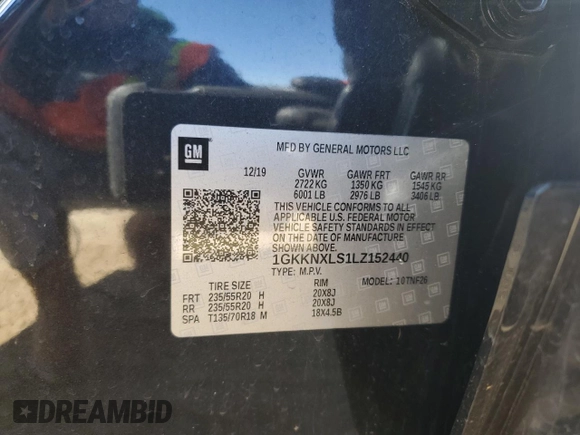 GM
MFD BY GENERAL MOTORS LLC
12/19 GVWR GAWR FRT GAWR RR
2722 KG 1350 KG 1545 KG
6001 LB 2976 LB 3406 LB
THIS VEHICLE CONFORMS TO ALL
APPLICABLE U.S. FEDERAL MOTOR
VEHICLE SAFETY STANDARDS IN
EFFECT ON THE DATE OF MANUFACTURE
SHOWN ABOVE.
1GKKNXLS1LZ152440
TYPE: M.P.V. MODEL: 10TNF26
TIRE SIZE RIM
FRT 235/55R20 H 20X8J
RR 235/55R20 H 20X8J
SPA T135/70R18 M 18X4.5B
DREAMBID